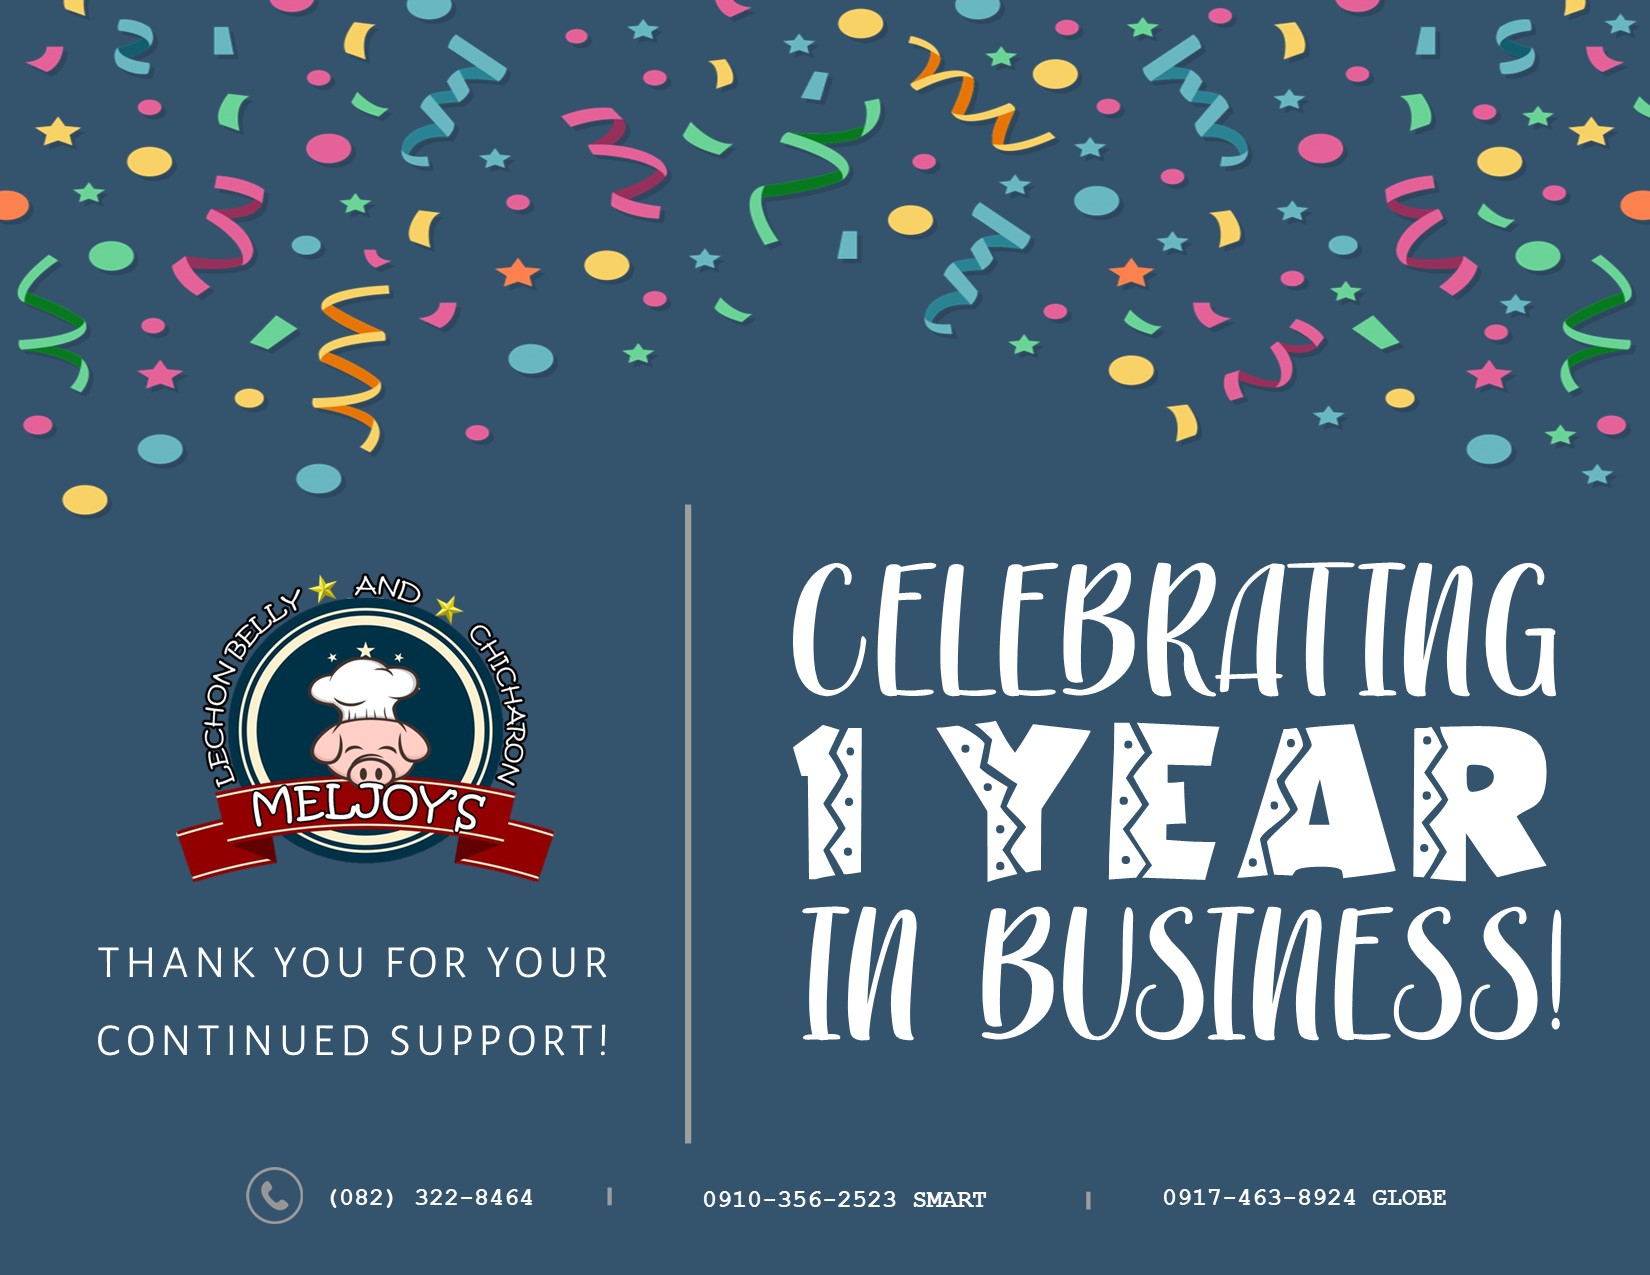 LECHON BELLY AND CHICHARON
MELJOY'S
THANK YOU FOR YOUR
CONTINUED SUPPORT!
CELEBRATING
1 YEAR
IN BUSINESS!
(082) 322-8464 | 0910-356-2523 SMART | 0917-463-8924 GLOBE